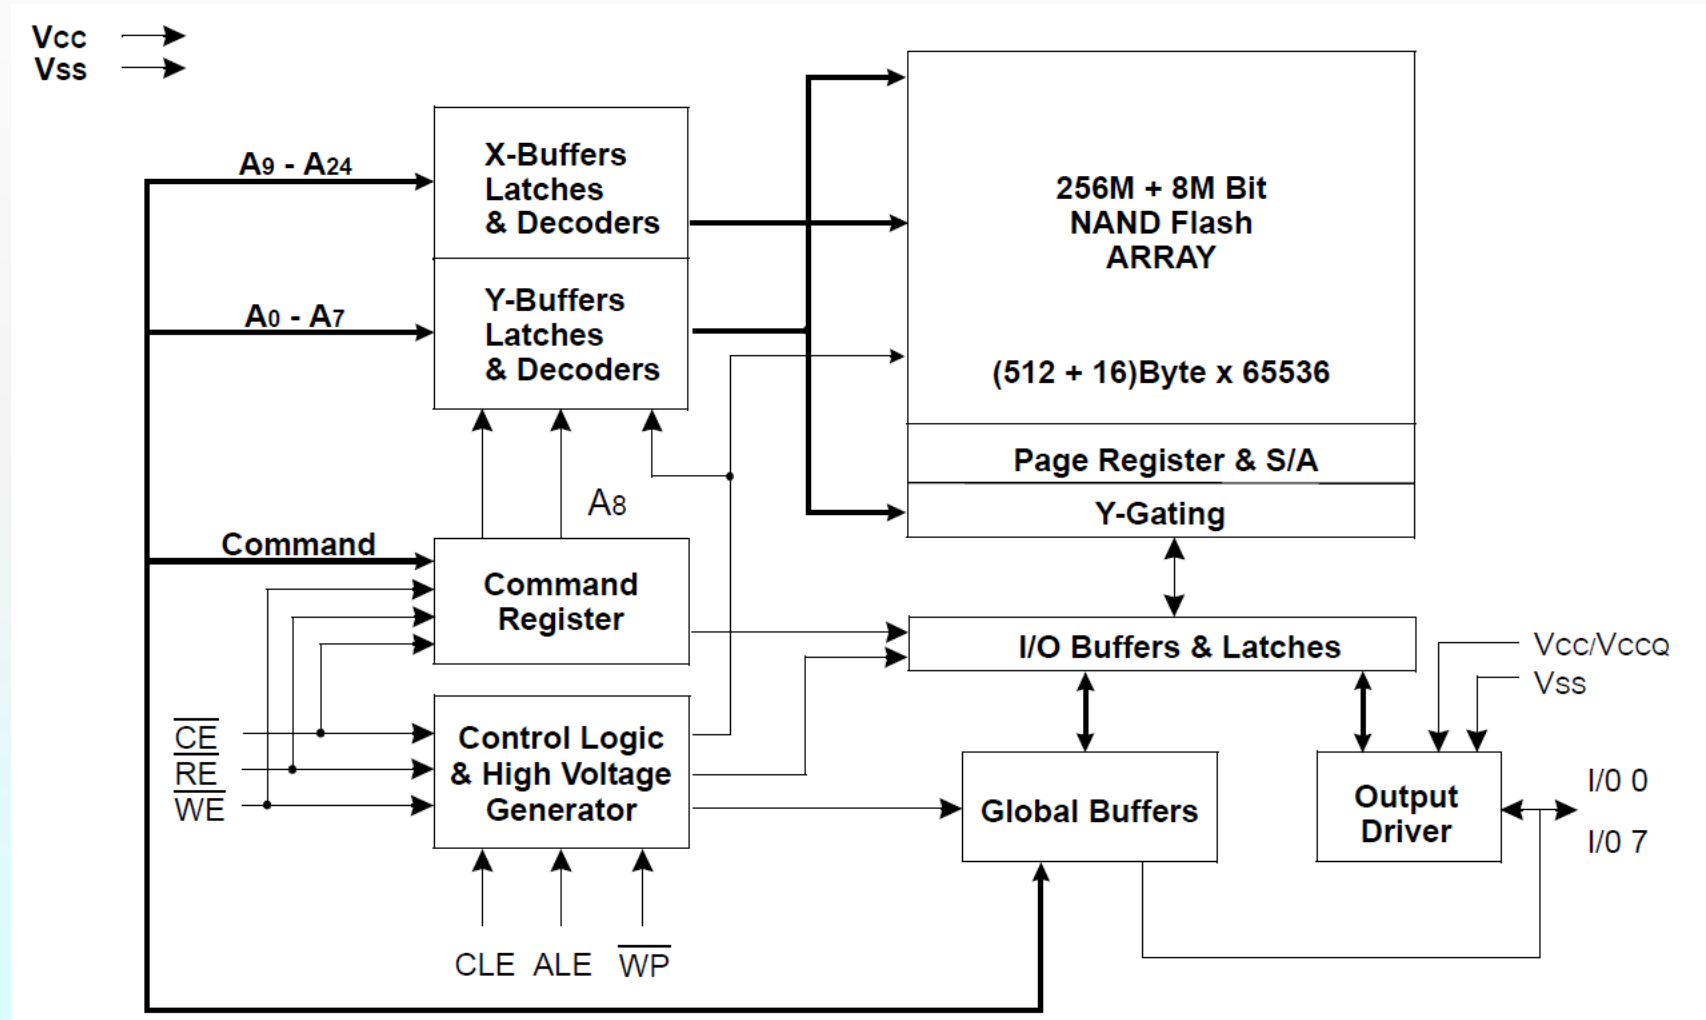 Vcc
Vss
A9 - A24
X-Buffers
Latches
& Decoders
A0 - A7
Y-Buffers
Latches
& Decoders
256M + 8M Bit
NAND Flash
ARRAY
(512 + 16)Byte x 65536
Page Register & S/A
Y-Gating
A8
Command
Command
Register
I/O Buffers & Latches
VCC/VCCQ
VSS
CE
RE
WE
Control Logic
& High Voltage
Generator
Global Buffers
Output
Driver
I/0 0
I/0 7
CLE ALE WP